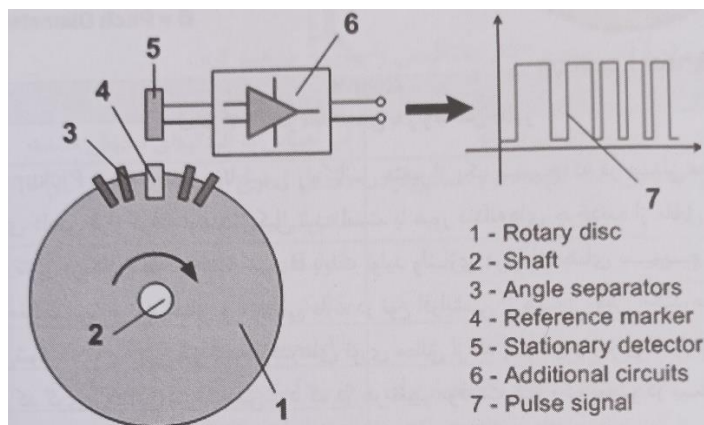 6
5
4
3
7
2
1
1 - Rotary disc
2 - Shaft
3 - Angle separators
4 - Reference marker
5 - Stationary detector
6 - Additional circuits
7 - Pulse signal